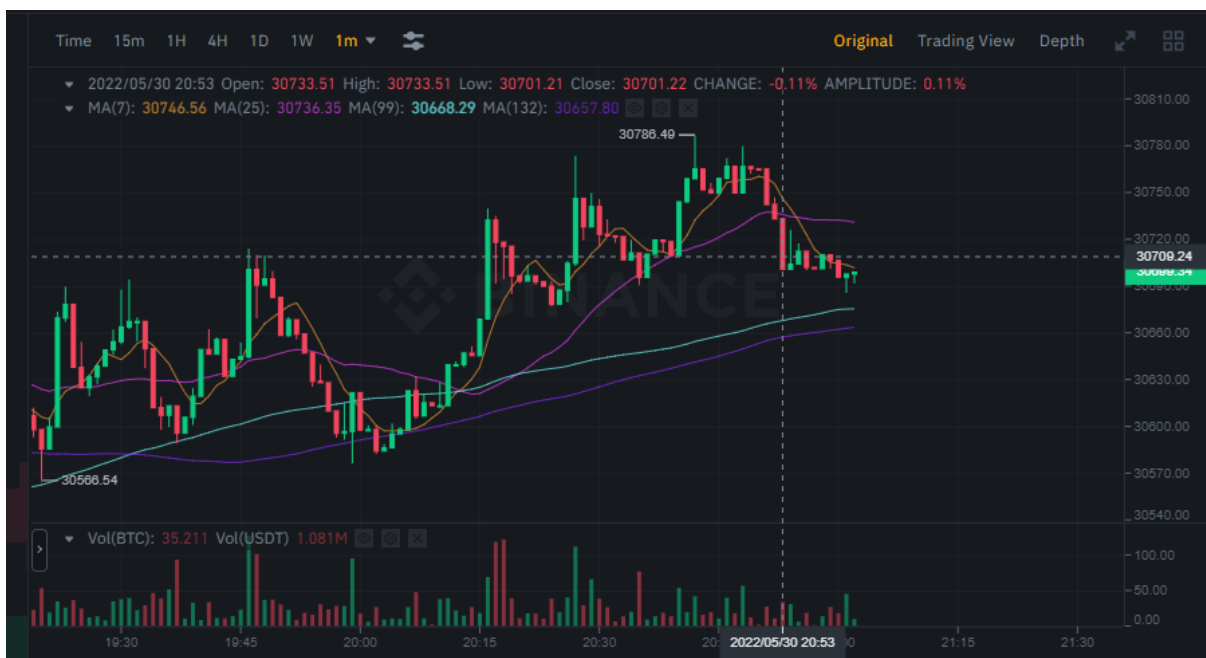 Time 15m 1H 4H 1D 1W 1m Original Trading View Depth
2022/05/30 20:53 Open: 30733.51 High: 30733.51 Low: 30701.21 Close: 30701.22 CHANGE: -0.11% AMPLITUDE: 0.11%
MA(7): 30746.56 MA(25): 30736.35 MA(99): 30668.29 MA(132): 30657.80
30810.00
30786.49
30780.00
30750.00
30720.00
30709.24
30699.34
30690.00
BINANCE
30660.00
30630.00
30600.00
30570.00
30566.54
30540.00
Vol(BTC): 35.211 Vol(USDT) 1.081M
100.00
50.00
0.00
19:30 19:45 20:00 20:15 20:30 2022/05/30 20:53 21:15 21:30